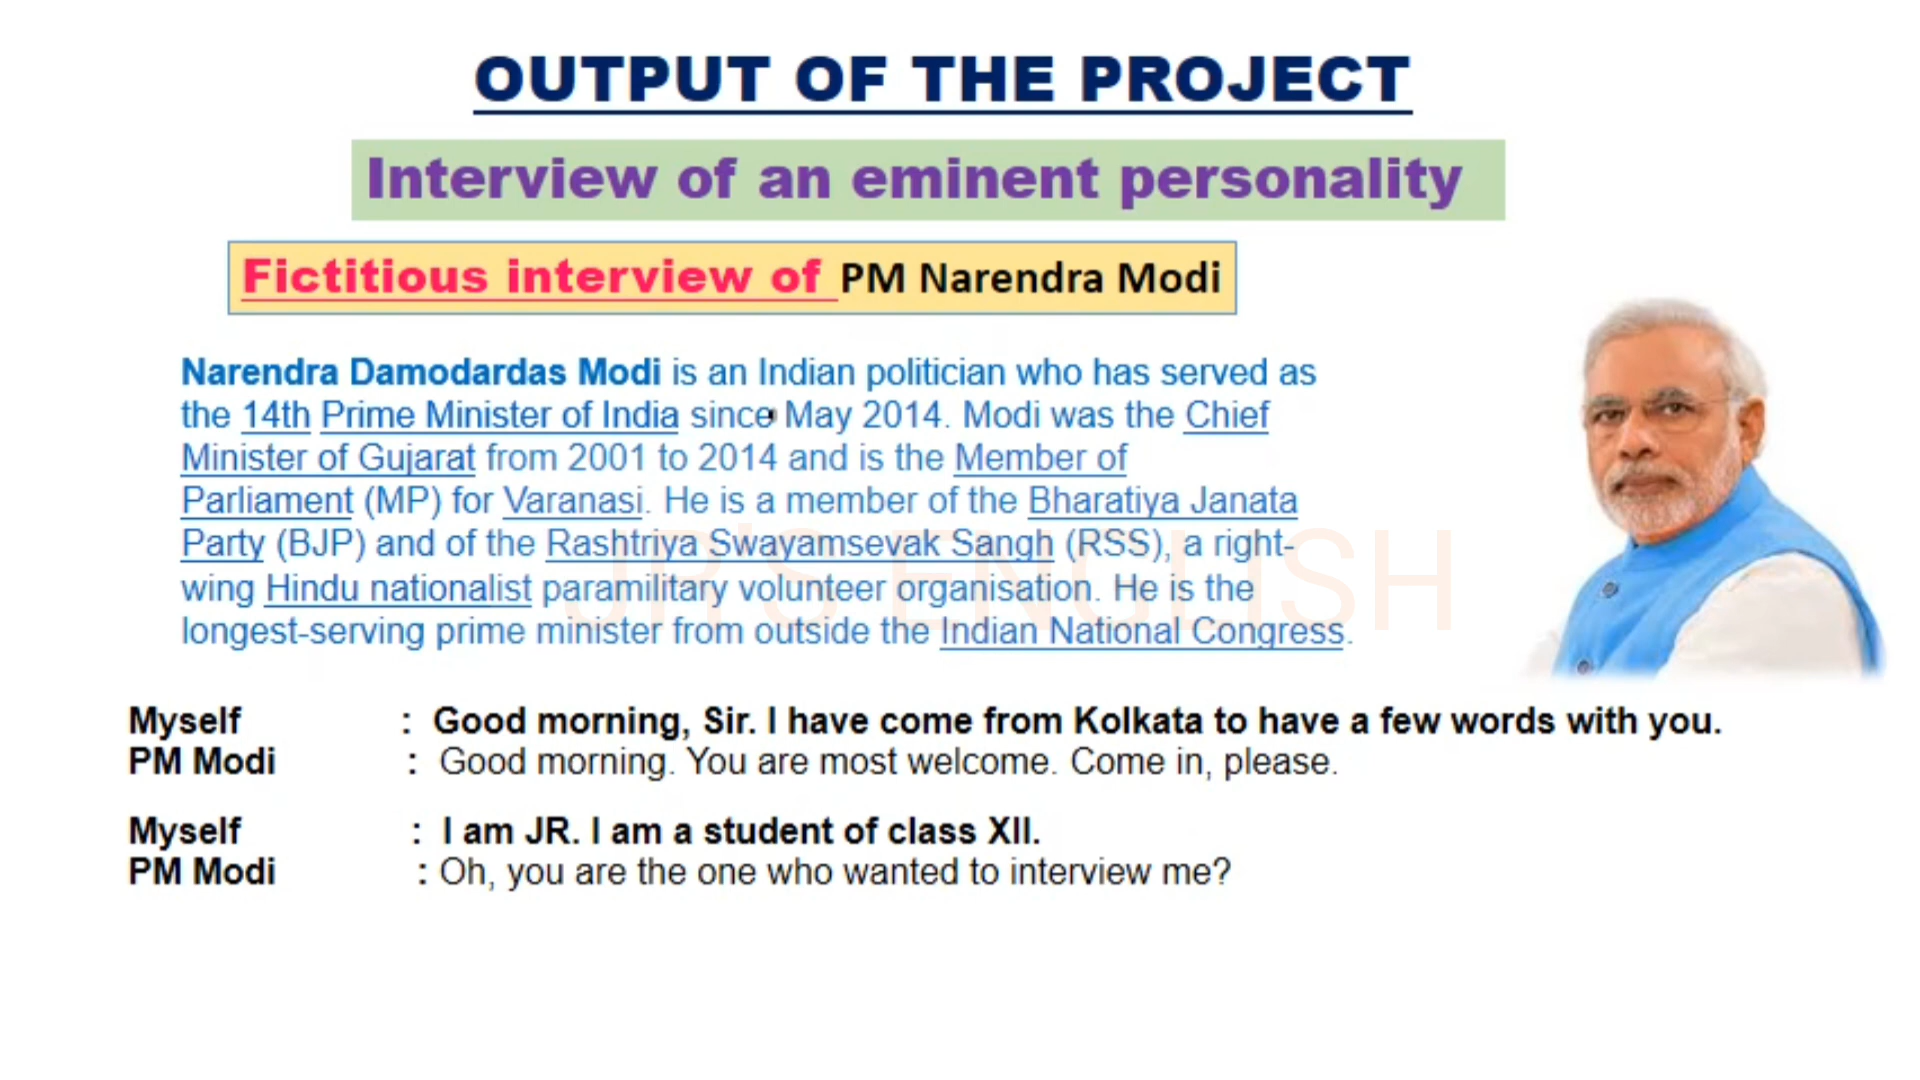 OUTPUT OF THE PROJECT
Interview of an eminent personality
Fictitious interview of PM Narendra Modi
Narendra Damodardas Modi is an Indian politician who has served as
the 14th Prime Minister of India since May 2014. Modi was the Chief
Minister of Gujarat from 2001 to 2014 and is the Member of
Parliament (MP) for Varanasi. He is a member of the Bharatiya Janata
Party (BJP) and of the Rashtriya Swayamsevak Sangh (RSS), a right-
wing Hindu nationalist paramilitary volunteer organisation. He is the
longest-serving prime minister from outside the Indian National Congress.
JR'S ENGLISH
Myself : Good morning, Sir. I have come from Kolkata to have a few words with you.
PM Modi : Good morning. You are most welcome. Come in, please.
Myself : I am JR. I am a student of class XII.
PM Modi : Oh, you are the one who wanted to interview me?